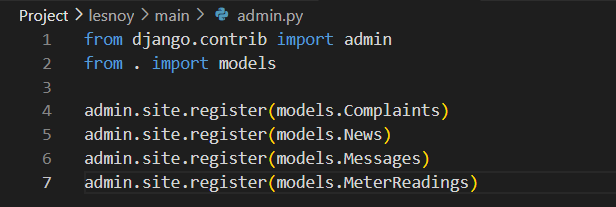 Project > lesnoy > main > admin.py
1 from django.contrib import admin
2 from . import models
3
4 admin.site.register(models.Complaints)
5 admin.site.register(models.News)
6 admin.site.register(models.Messages)
7 admin.site.register(models.MeterReadings)